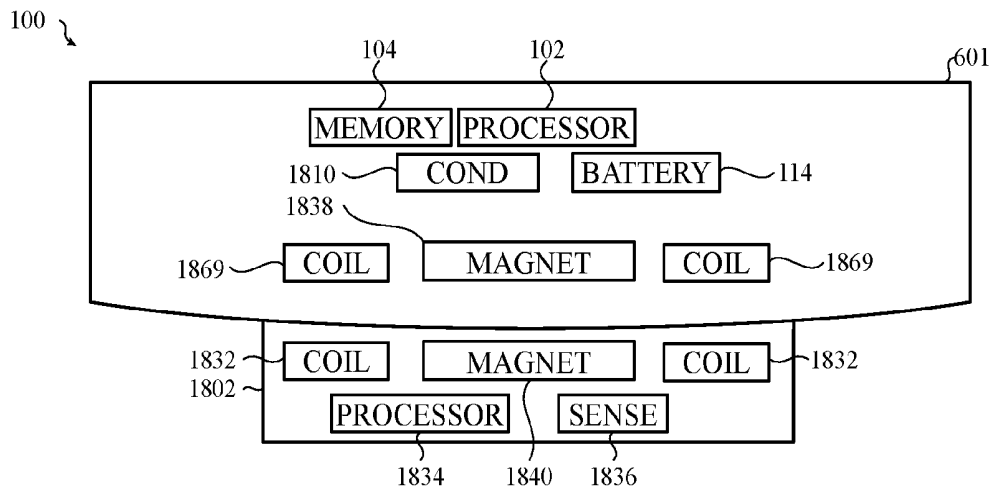 100
104 102 601
MEMORY PROCESSOR
1810 COND BATTERY 114
1838
1869 COIL MAGNET COIL 1869
1832 COIL MAGNET COIL 1832
1802
PROCESSOR SENSE
1834 1840 1836